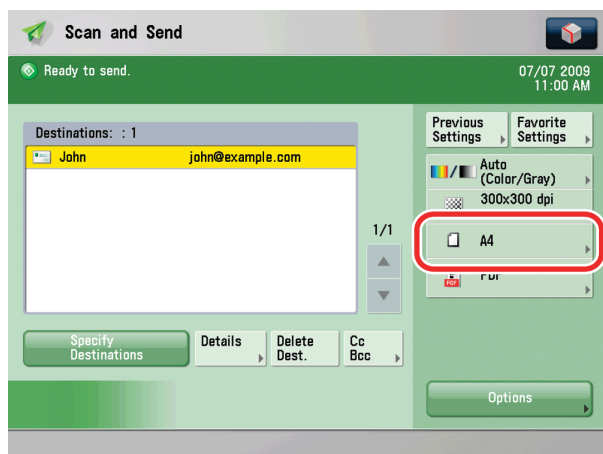 Scan and Send
Ready to send.
07/07 2009
11:00 AM
Destinations: : 1
John john@example.com
1/1
Specify
Destinations
Details
Delete
Dest.
Cc
Bcc
Previous
Settings
Favorite
Settings
Auto
(Color/Gray)
300x300 dpi
A4
PDF
PDF
Options